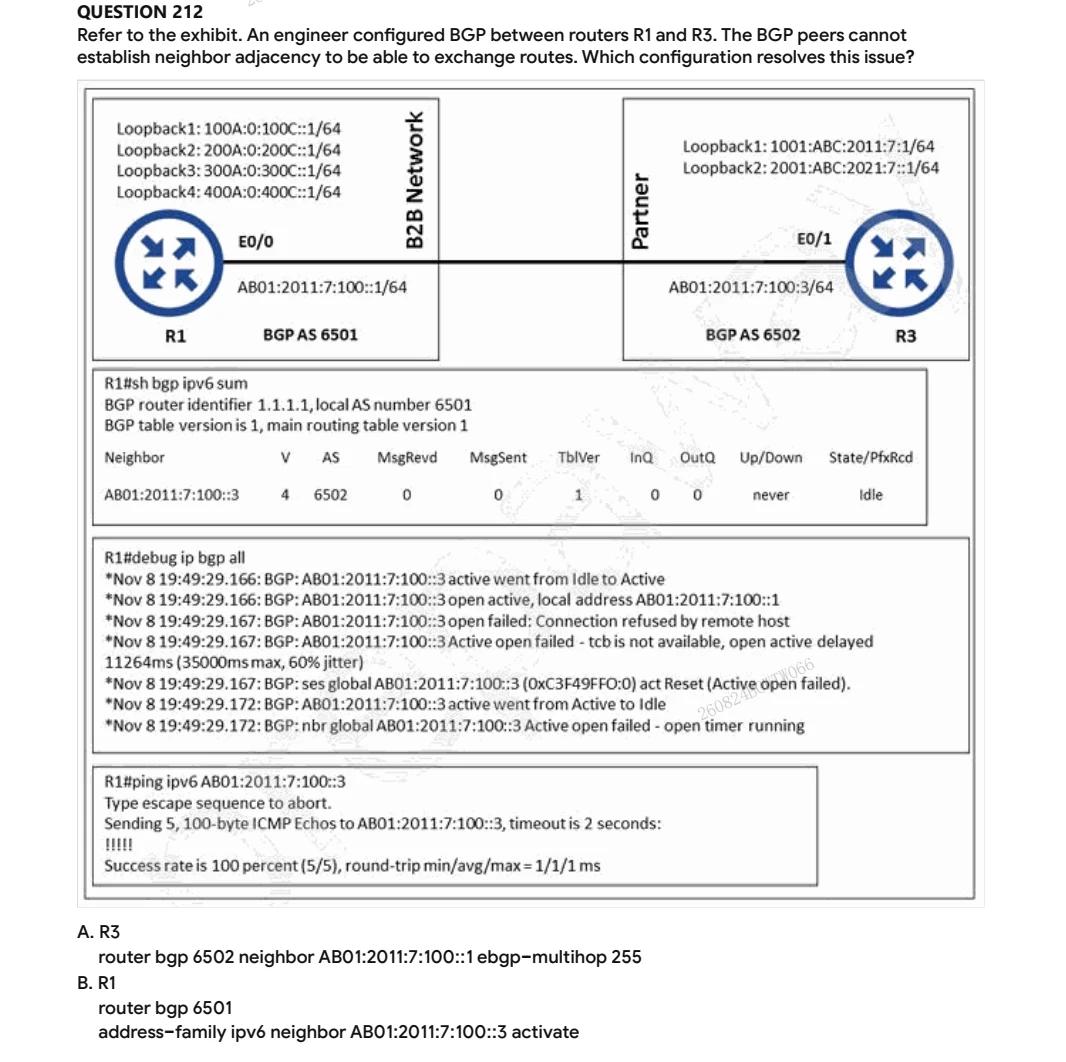 QUESTION 212
Refer to the exhibit. An engineer configured BGP between routers R1 and R3. The BGP peers cannot
establish neighbor adjacency to be able to exchange routes. Which configuration resolves this issue?
Loopback1: 100A:0:100C::1/64
Loopback2: 200A:0:200C::1/64
Loopback3: 300A:0:300C::1/64
Loopback4: 400A:0:400C::1/64
B2B Network
Partner
Loopback1: 1001:ABC:2011:7:1/64
Loopback2: 2001:ABC:2021:7::1/64
E0/0
E0/1
AB01:2011:7:100::1/64
AB01:2011:7:100:3/64
R1
BGP AS 6501
BGP AS 6502
R3
R1#sh bgp ipv6 sum
BGP router identifier 1.1.1.1, local AS number 6501
BGP table version is 1, main routing table version 1
Neighbor V AS MsgRevd MsgSent TblVer InQ OutQ Up/Down State/PfxRcd
AB01:2011:7:100::3 4 6502 0 0 1 0 0 never Idle
R1#debug ip bgp all
*Nov 8 19:49:29.166: BGP: AB01:2011:7:100::3 active went from Idle to Active
*Nov 8 19:49:29.166: BGP: AB01:2011:7:100::3 open active, local address AB01:2011:7:100::1
*Nov 8 19:49:29.167: BGP: AB01:2011:7:100::3 open failed: Connection refused by remote host
*Nov 8 19:49:29.167: BGP: AB01:2011:7:100::3 Active open failed - tcb is not available, open active delayed
11264ms (35000ms max, 60% jitter)
*Nov 8 19:49:29.167: BGP: ses global AB01:2011:7:100::3 (0xC3F49FFO:0) act Reset (Active open failed).
*Nov 8 19:49:29.172: BGP: AB01:2011:7:100::3 active went from Active to Idle
*Nov 8 19:49:29.172: BGP: nbr global AB01:2011:7:100::3 Active open failed - open timer running
R1#ping ipv6 AB01:2011:7:100::3
Type escape sequence to abort.
Sending 5, 100-byte ICMP Echos to AB01:2011:7:100::3, timeout is 2 seconds:
!!!!!
Success rate is 100 percent (5/5), round-trip min/avg/max = 1/1/1 ms
A. R3
router bgp 6502 neighbor AB01:2011:7:100::1 ebgp-multihop 255
B. R1
router bgp 6501
address-family ipv6 neighbor AB01:2011:7:100::3 activate